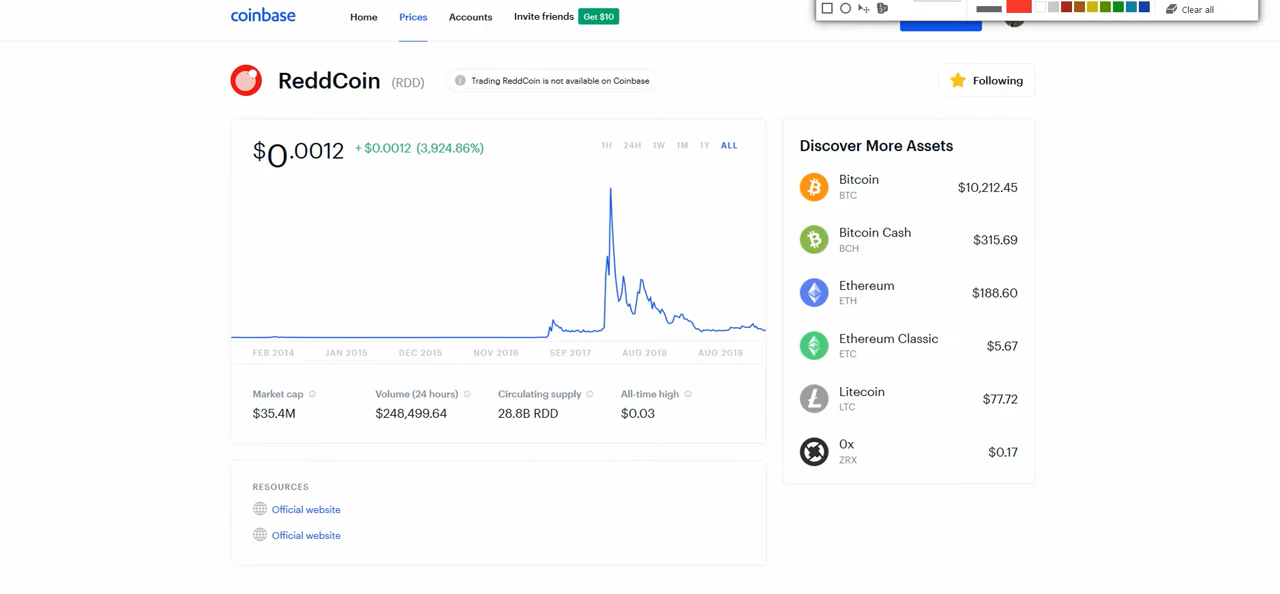 coinbase Home Prices Accounts Invite friends Get $10 Clear all
ReddCoin (RDD) Trading ReddCoin is not available on Coinbase Following
$0.0012 + $0.0012 (3,924.86%) 1H 24H 1W 1M 1Y ALL
FEB 2014 JAN 2015 DEC 2015 NOV 2016 SEP 2017 AUG 2018 AUG 2019
Market cap Volume (24 hours) Circulating supply All-time high
$35.4M $248,499.64 28.8B RDD $0.03
RESOURCES
Official website
Official website
Discover More Assets
Bitcoin
BTC
$10,212.45
Bitcoin Cash
BCH
$315.69
Ethereum
ETH
$188.60
Ethereum Classic
ETC
$5.67
Litecoin
LTC
$77.72
0x
ZRX
$0.17